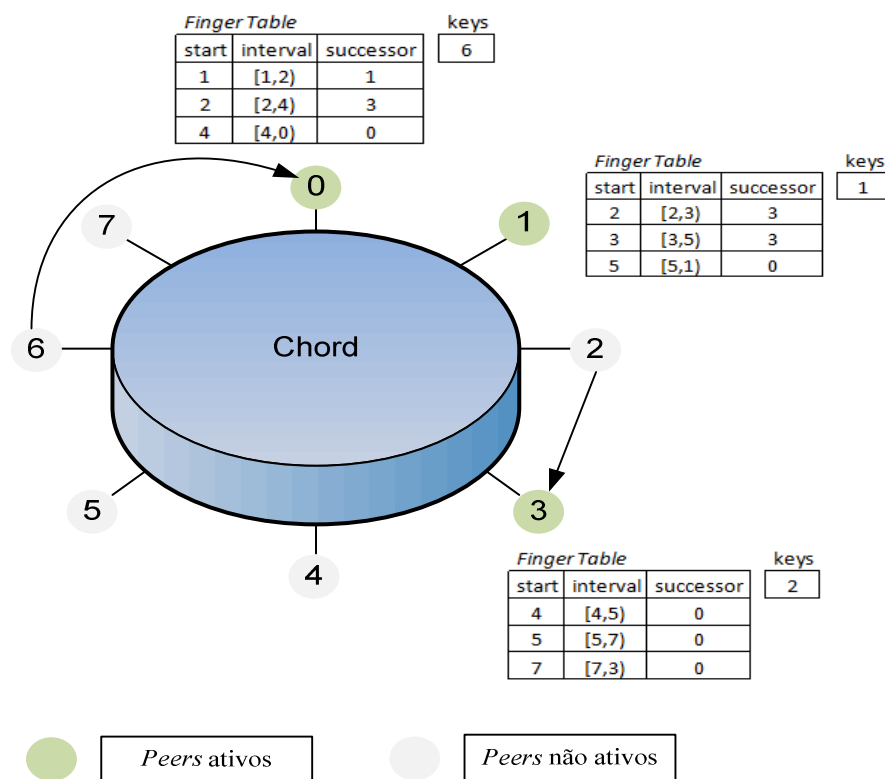 Finger Table keys
start interval successor 6
1 [1,2) 1
2 [2,4) 3
4 [4,0) 0
Finger Table keys
start interval successor 1
2 [2,3) 3
3 [3,5) 3
5 [5,1) 0
0
1
7
6
Chord
2
5
3
4
Finger Table keys
start interval successor 2
4 [4,5) 0
5 [5,7) 0
7 [7,3) 0
Peers ativos
Peers não ativos